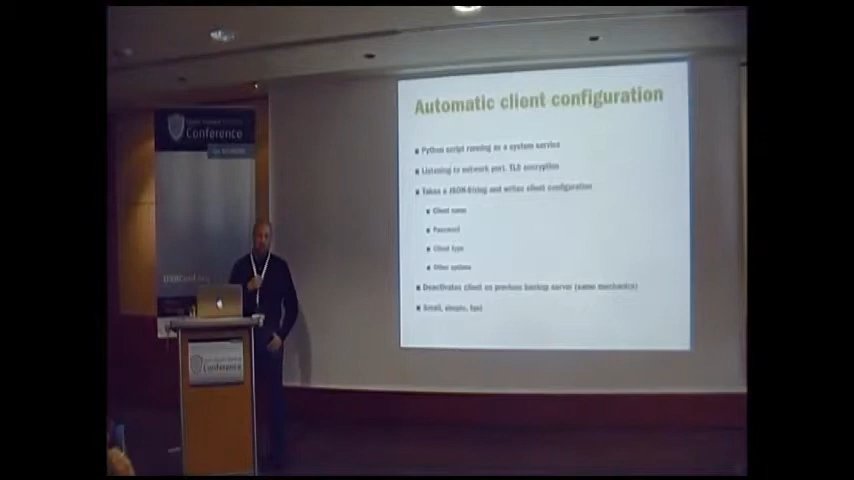 Conference
Automatic client configuration
Python script running as a system service
Listening to network port, TLS encryption
Takes a JSON-String and writes client configuration
Client name
Password
Client type
Other options
Deactivates client on previous backup server (same mechanics)
Small, simple, fast
Conference